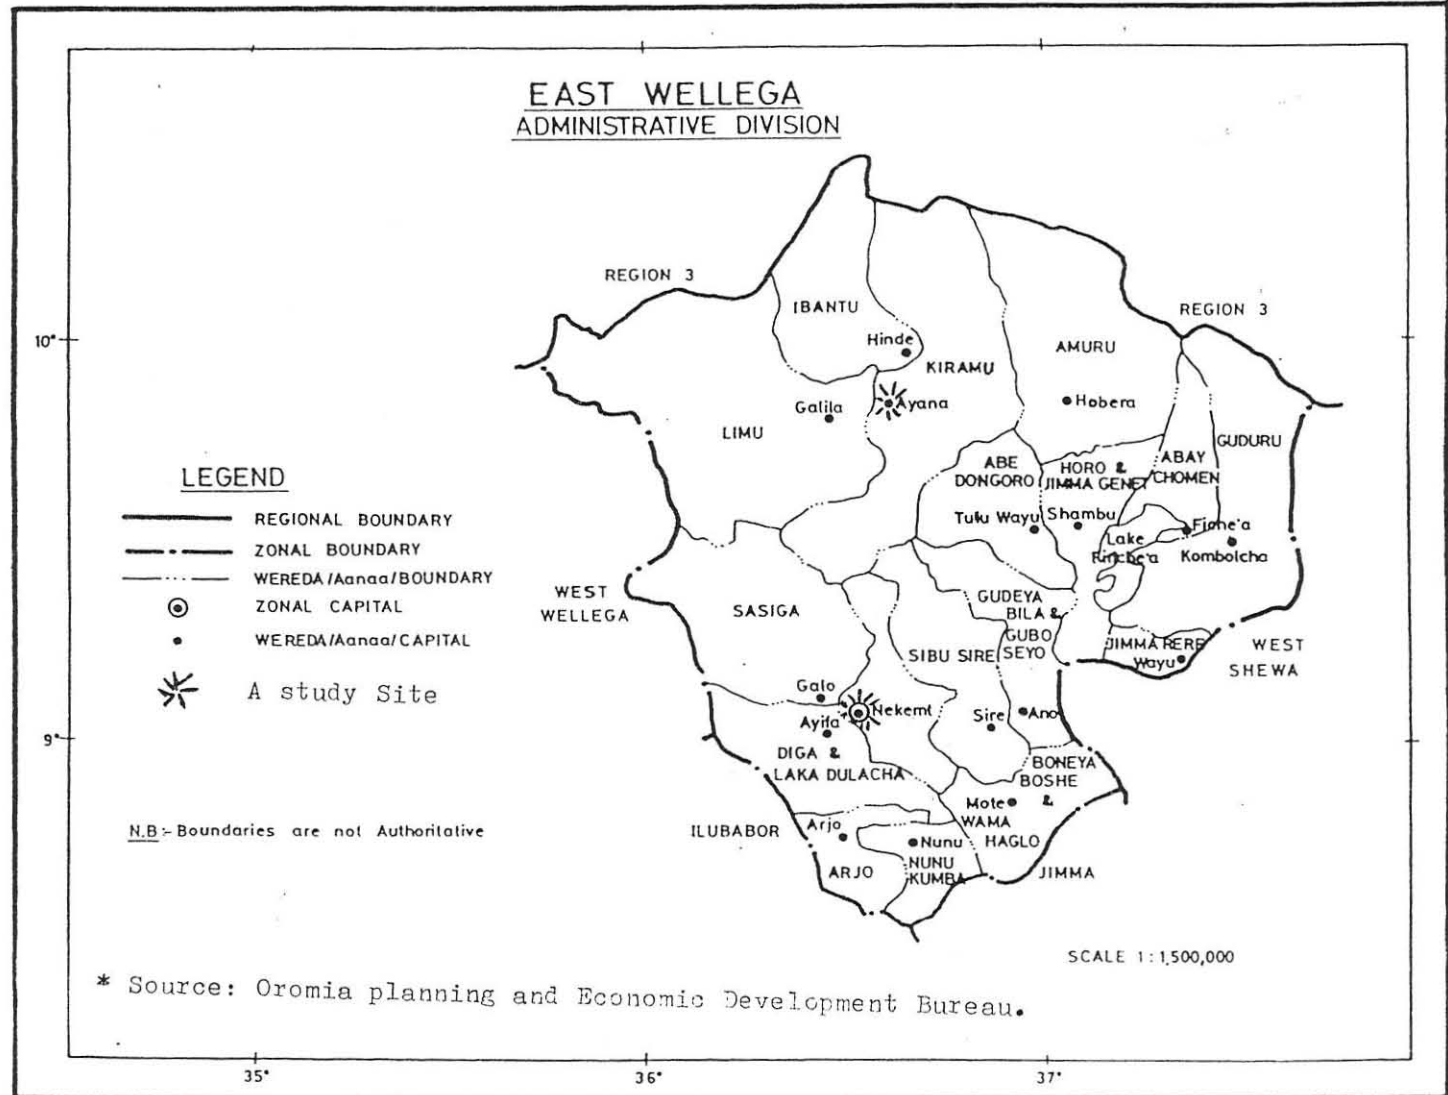 EAST WELLEGA
ADMINISTRATIVE DIVISION
REGION 3
REGION 3
IBANTU
10°
Hinde
AMURU
KIRAMU
Ayana
Hobera
Galila
LIMU
GUDURU
LEGEND
ABE
DONGORO
HORO &
JIMMA GENET
ABAY
CHOMEN
REGIONAL BOUNDARY
Tulu Wayu
Shambu
Lake
Kombolcha
ZONAL BOUNDARY
WEREDA/Aanaa/BOUNDARY
ZONAL CAPITAL
WEREDA/Aanaa/CAPITAL
A study Site
WEST
WELLEGA
SASIGA
GUDEYA
BILA &
GUBO
SEYO
SIBU SIRE
JIMMA RERE
Wayu
WEST
SHEWA
Galo
Nekemt
Sire
Ano
9°
DIGA &
LAKA DULACHA
BONEYA
BOSHE
&
Mote
WAMA
HAGLO
N.B:-Boundaries are not Authoritative
ILUBABOR
Arjo
Nunu
NUNU
KUMBA
ARJO
JIMMA
SCALE 1:1,500,000
* Source: Oromia planning and Economic Development Bureau.
35°
36°
37°